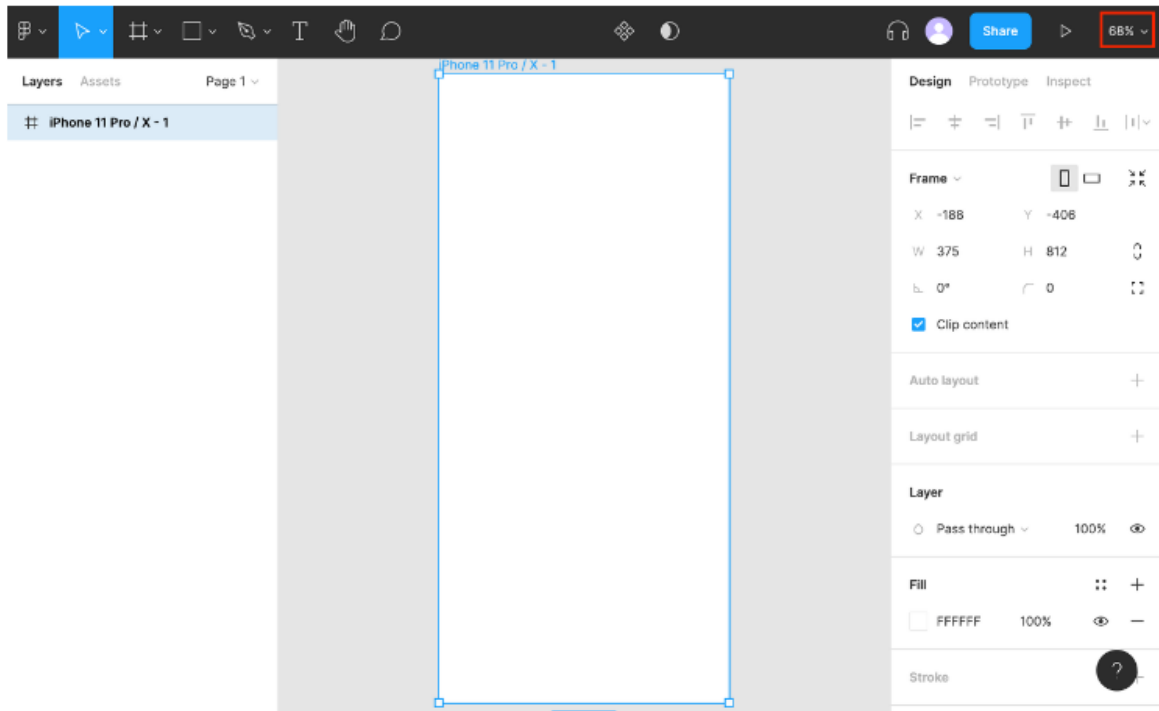 T
Share
68%
Layers Assets Page 1
iPhone 11 Pro / X - 1
iPhone 11 Pro / X - 1
Design Prototype Inspect
Frame
X -188 Y -406
W 375 H 812
0° 0
Clip content
Auto layout
Layout grid
Layer
Pass through 100%
Fill
FFFFFF 100%
Stroke
?